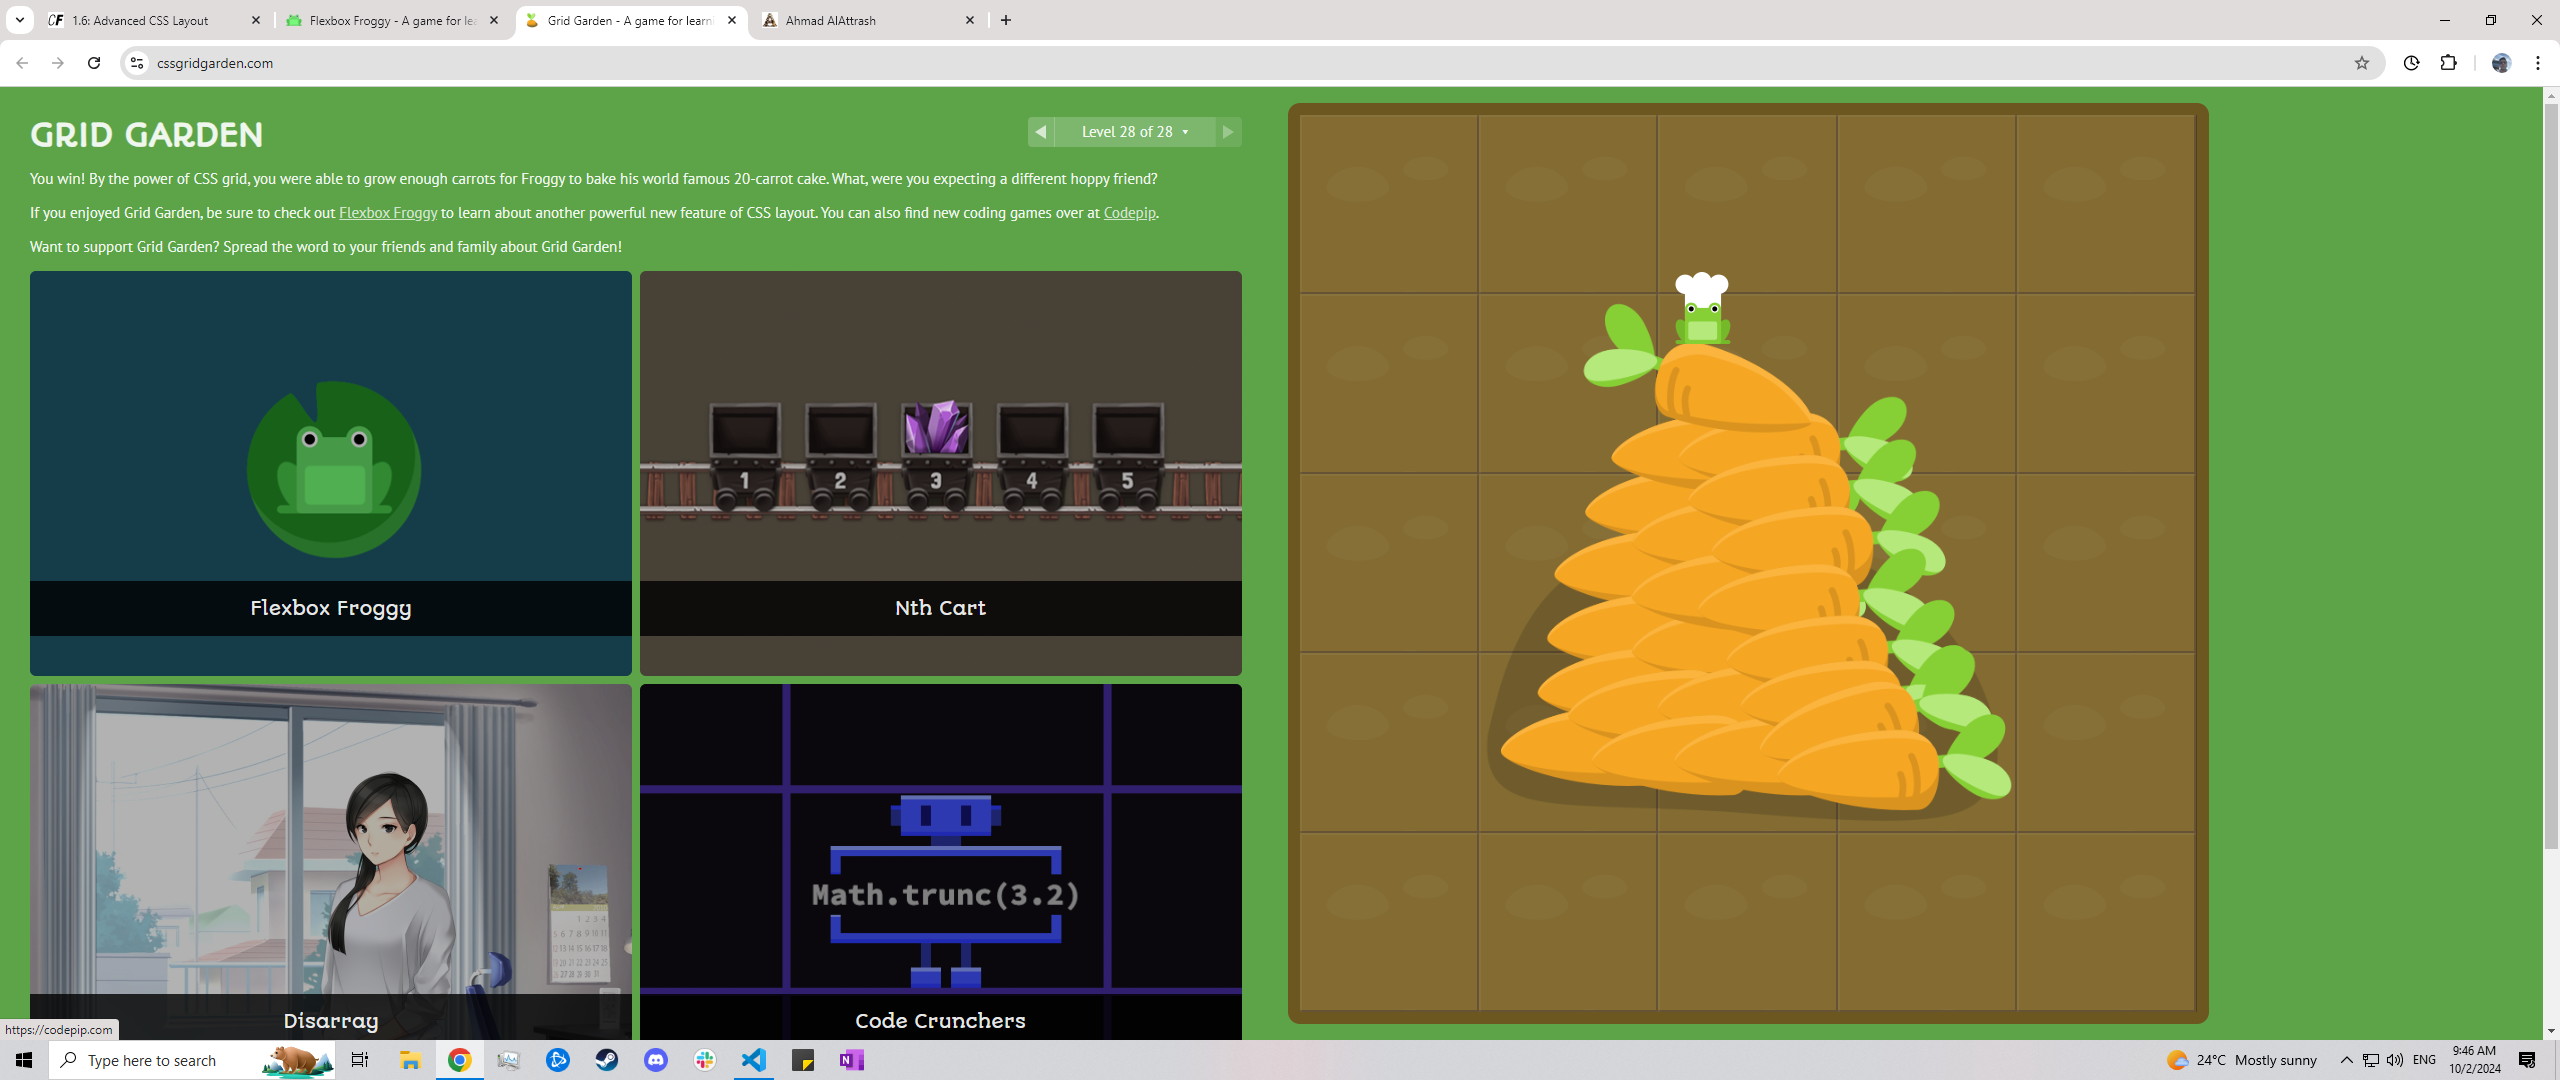 1.6: Advanced CSS Layout
Flexbox Froggy - A game for le
Grid Garden - A game for learn
Ahmad AlAttrash
cssgridgarden.com
GRID GARDEN
Level 28 of 28
You win! By the power of CSS grid, you were able to grow enough carrots for Froggy to bake his world famous 20-carrot cake. What, were you expecting a different hoppy friend?
If you enjoyed Grid Garden, be sure to check out Flexbox Froggy to learn about another powerful new feature of CSS layout. You can also find new coding games over at Codepip.
Want to support Grid Garden? Spread the word to your friends and family about Grid Garden!
1 2 3 4 5
Flexbox Froggy
Nth Cart
Math.trunc(3.2)
Disarray
Code Crunchers
https://codepip.com
Type here to search
24°C Mostly sunny
ENG
9:46 AM
10/2/2024